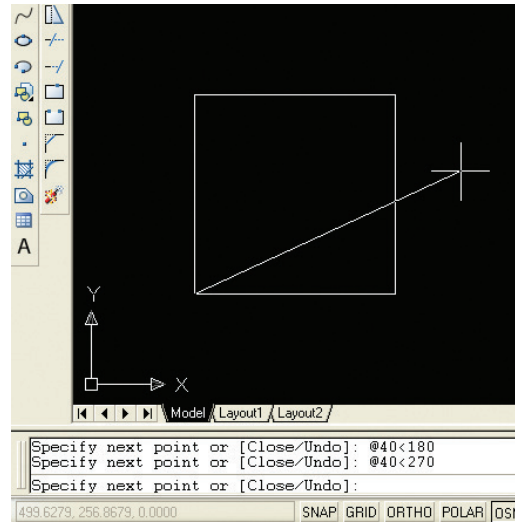 A
Y
X
Model Layout1 Layout2
Specify next point or [Close/Undo]: @40<180
Specify next point or [Close/Undo]: @40<270
Specify next point or [Close/Undo]:
499.6279, 256.8679, 0.0000 SNAP GRID ORTHO POLAR OSN